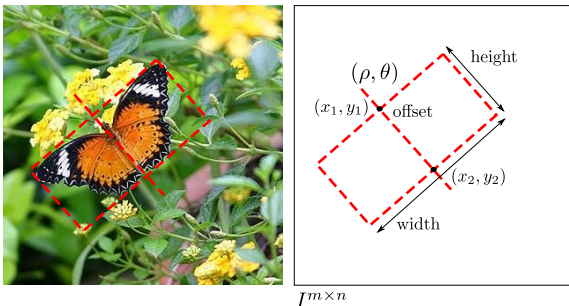 height
(ρ, θ)
(x₁, y₁)
offset
(x₂, y₂)
width
I^{m×n}